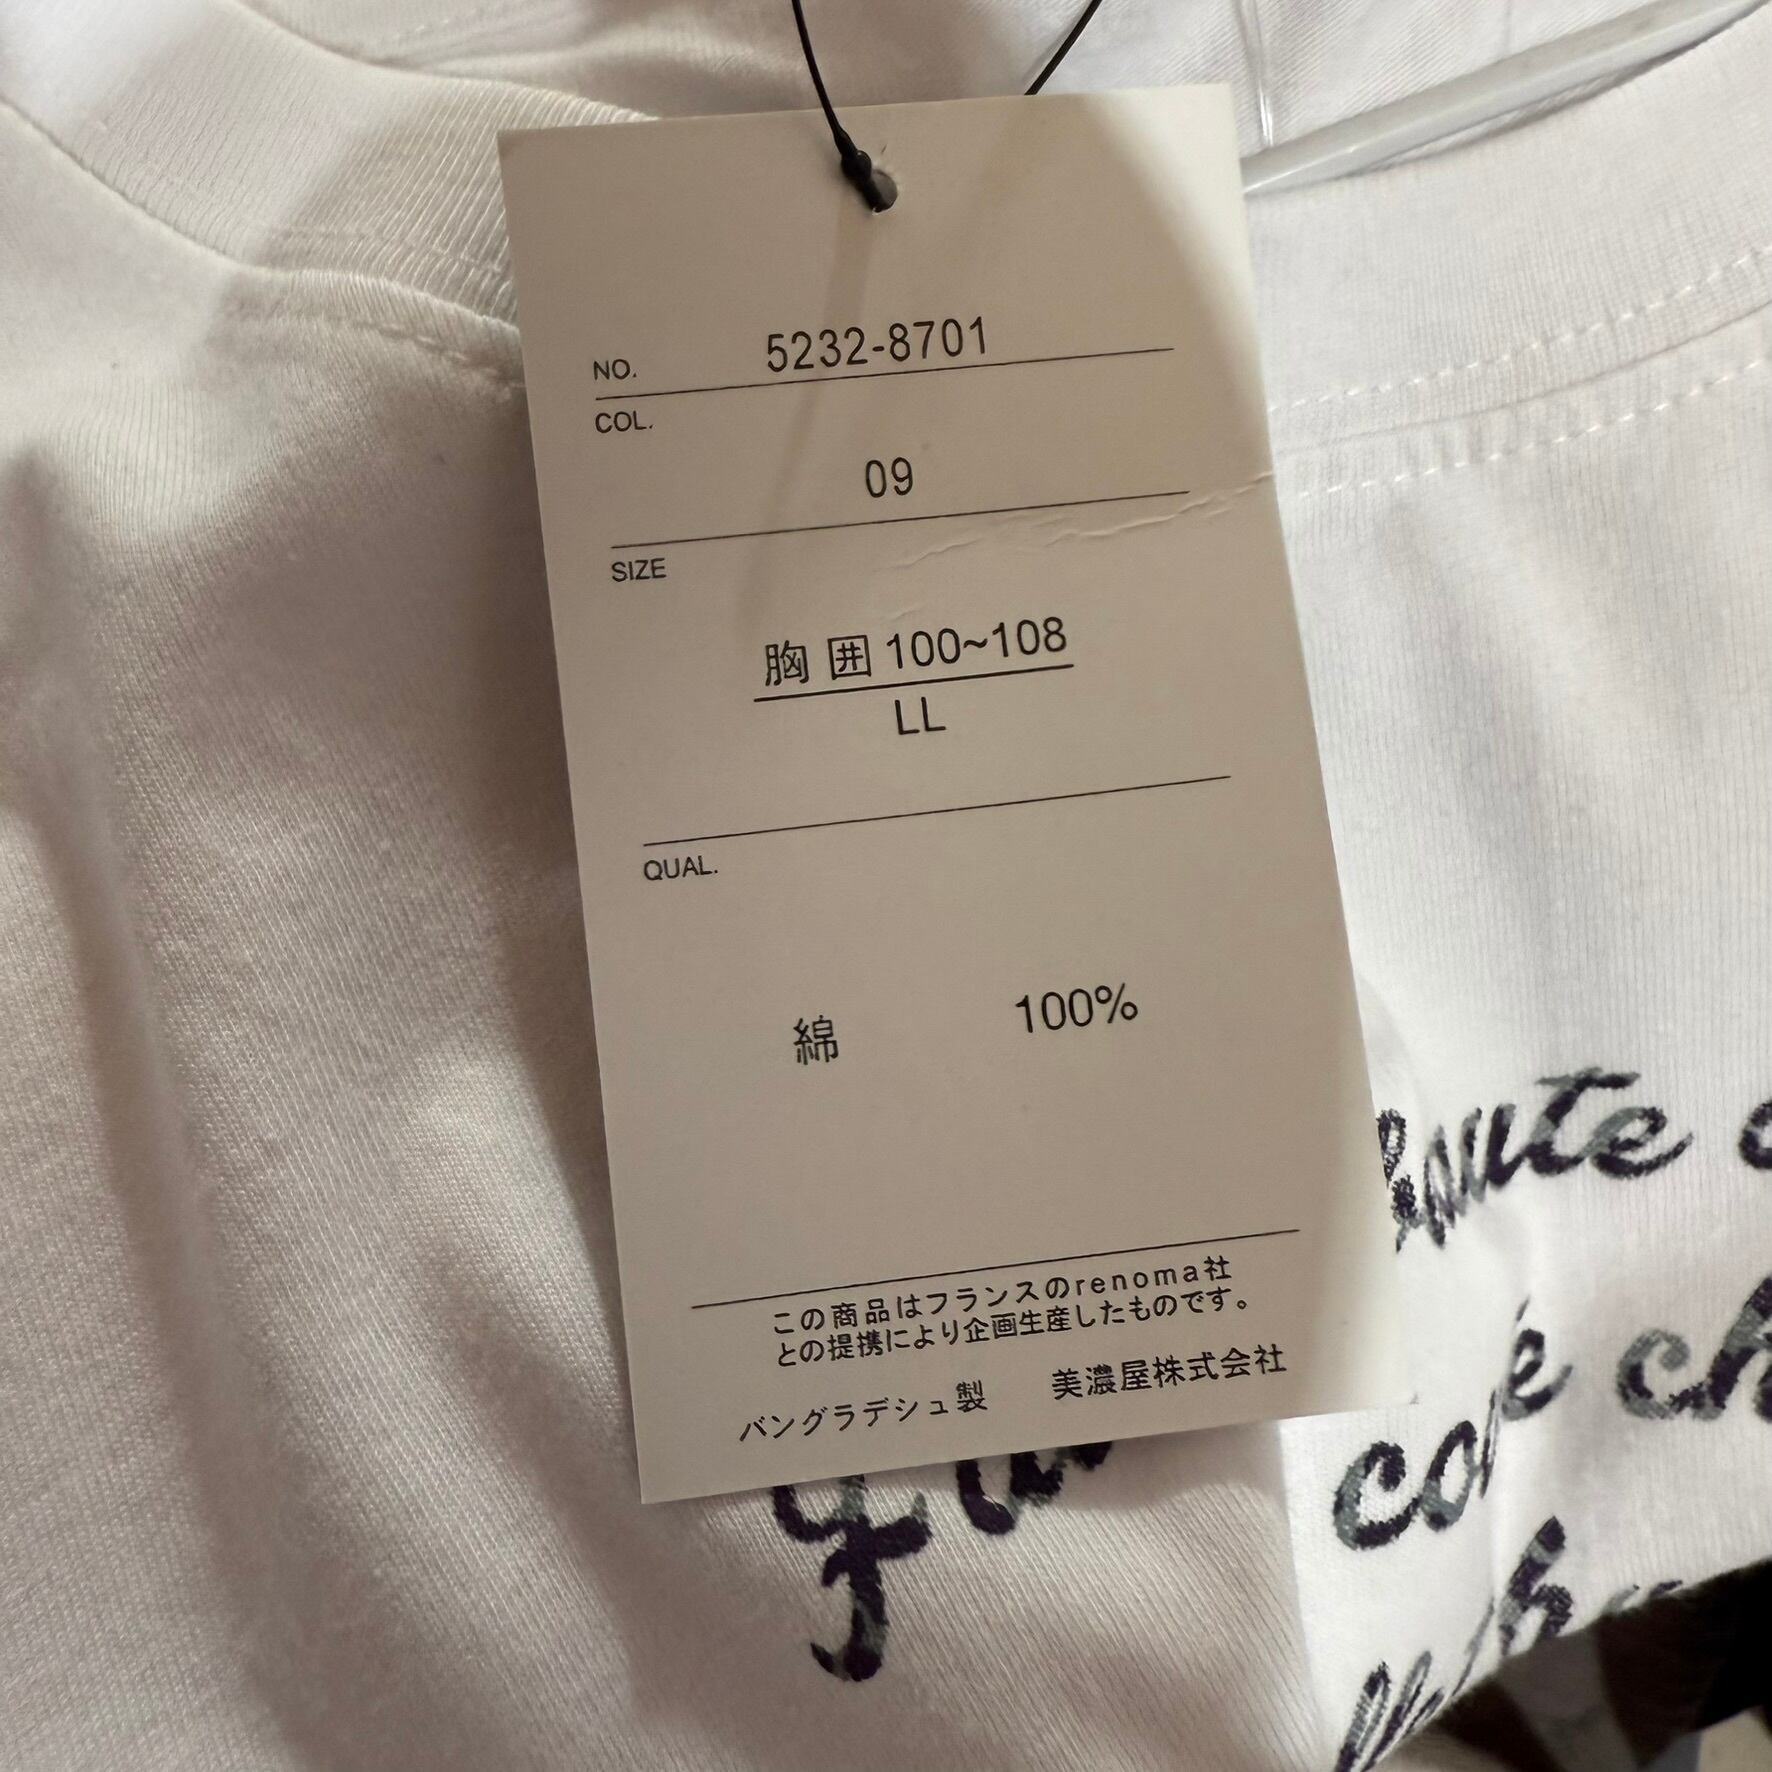 NO. 5232-8701
COL.
09
SIZE
胸囲 100~108
LL
QUAL.
綿 100%
この商品はフランスのrenoma社
との提携により企画生産したものです。
バングラデシュ製 美濃屋株式会社
haute